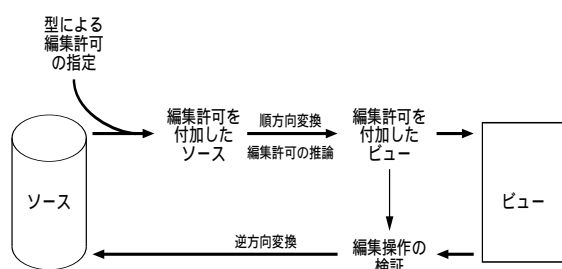 型による
編集許可
の指定
編集許可を
付加した
ソース
順方向変換
編集許可の推論
編集許可を
付加した
ビュー
ソース
ビュー
逆方向変換
編集操作の
検証